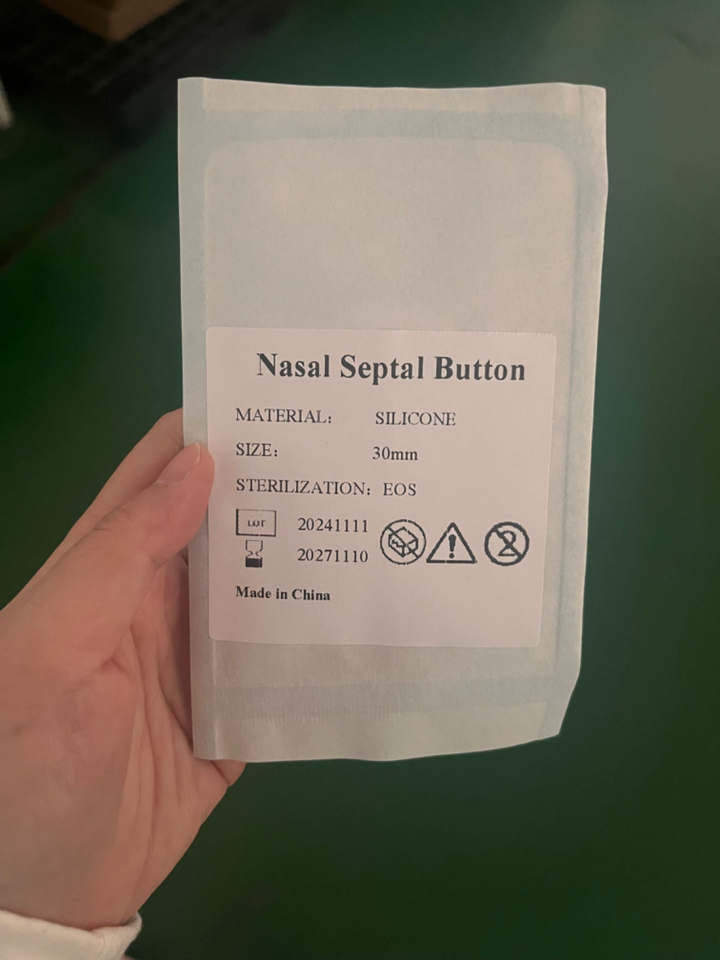 Nasal Septal Button
MATERIAL: SILICONE
SIZE: 30mm
STERILIZATION: EOS
LOT 20241111
20271110
Made in China